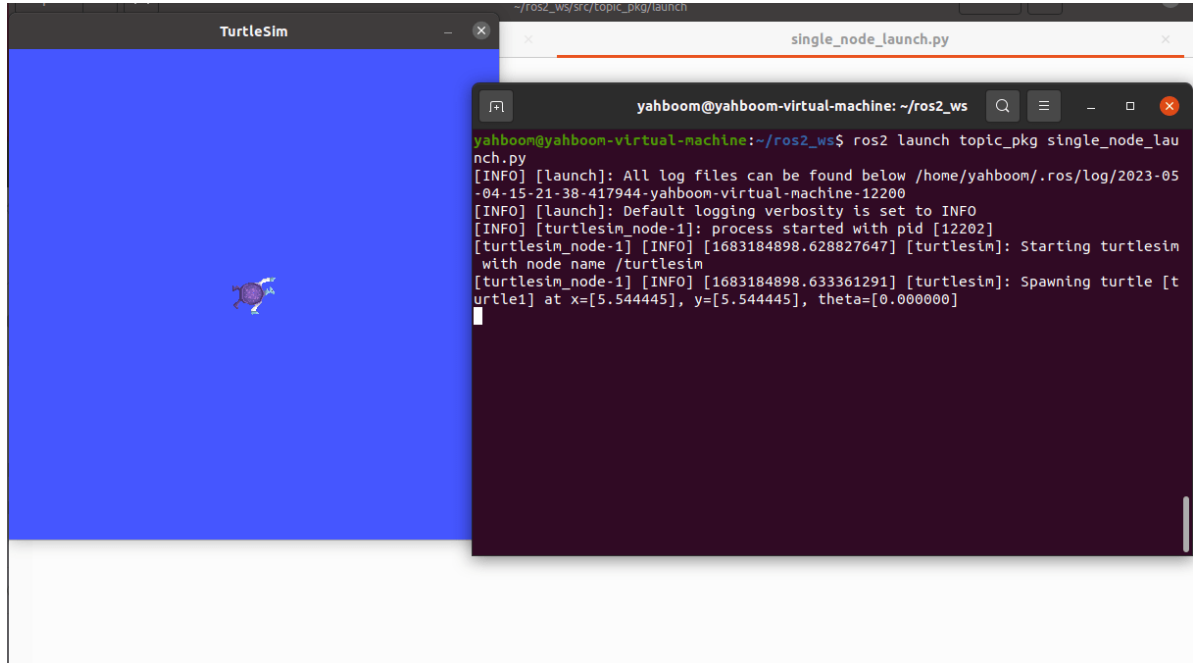 ~/ros2_ws/src/topic_pkg/launch
TurtleSim
single_node_launch.py
yahboom@yahboom-virtual-machine: ~/ros2_ws
yahboom@yahboom-virtual-machine:~/ros2_ws$ ros2 launch topic_pkg single_node_lau
nch.py
[INFO] [launch]: All log files can be found below /home/yahboom/.ros/log/2023-05
-04-15-21-38-417944-yahboom-virtual-machine-12200
[INFO] [launch]: Default logging verbosity is set to INFO
[INFO] [turtlesim_node-1]: process started with pid [12202]
[turtlesim_node-1] [INFO] [1683184898.628827647] [turtlesim]: Starting turtlesim
 with node name /turtlesim
[turtlesim_node-1] [INFO] [1683184898.633361291] [turtlesim]: Spawning turtle [t
urtle1] at x=[5.544445], y=[5.544445], theta=[0.000000]